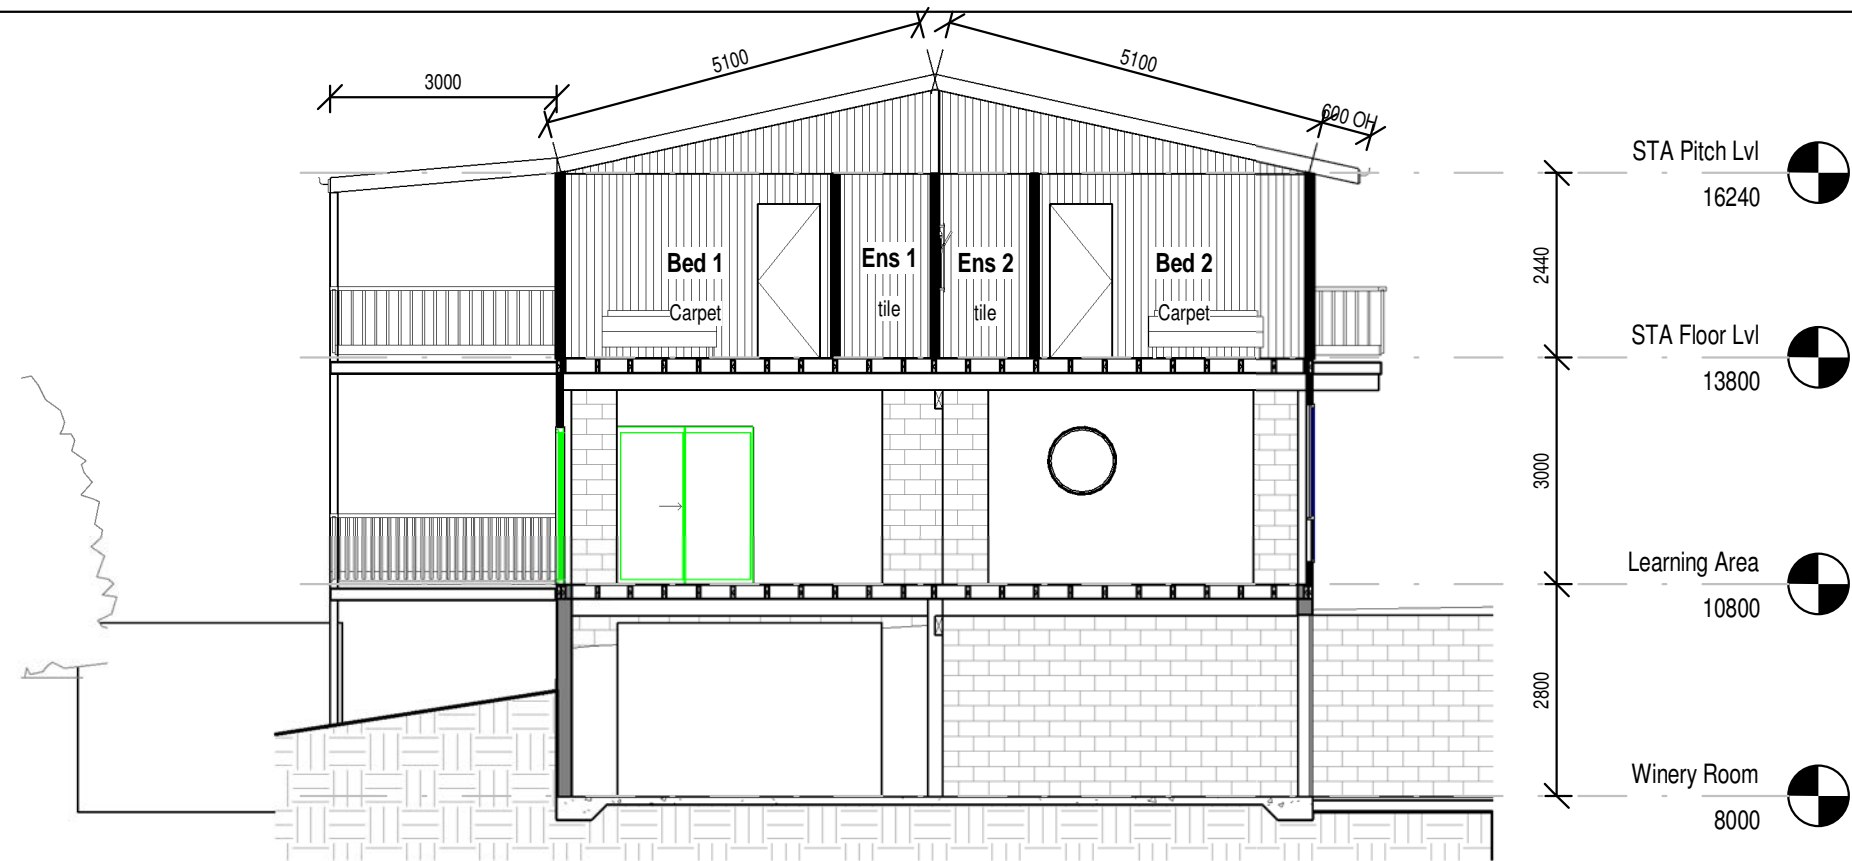 5100
5100
3000
600 OH
STA Pitch Lvl
16240
2440
Bed 1
Ens 1
Ens 2
Bed 2
Carpet
tile
tile
Carpet
STA Floor Lvl
13800
3000
Learning Area
10800
2800
Winery Room
8000